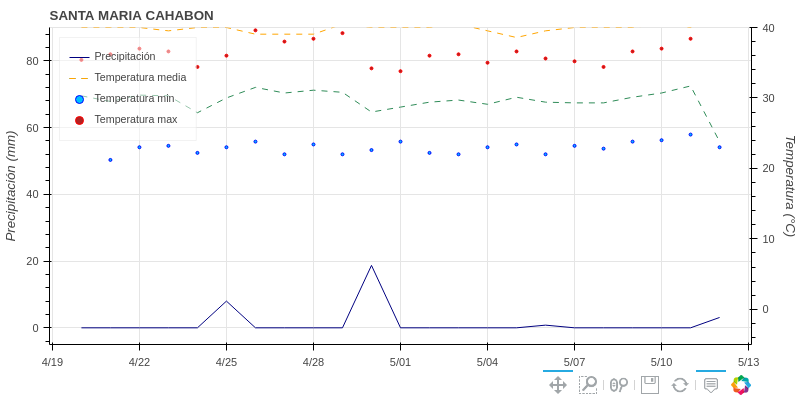 SANTA MARIA CAHABON
Precipitación
Temperatura media
Temperatura min
Temperatura max
Precipitación (mm)
80
60
40
20
0
Temperatura (°C)
40
30
20
10
0
4/19 4/22 4/25 4/28 5/01 5/04 5/07 5/10 5/13